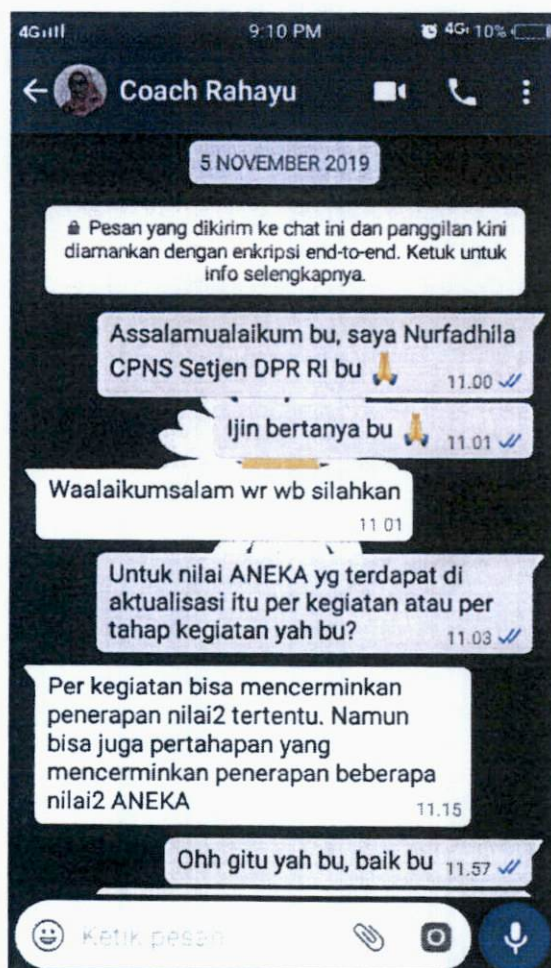 4G
9:10 PM
4G 10%
Coach Rahayu
5 NOVEMBER 2019
Pesan yang dikirim ke chat ini dan panggilan kini
diamankan dengan enkripsi end-to-end. Ketuk untuk
info selengkapnya.
Assalamualaikum bu, saya Nurfadhila
CPNS Setjen DPR RI bu 🙏
11.00
Ijin bertanya bu 🙏 11.01
Waalaikumsalam wr wb silahkan
11.01
Untuk nilai ANEKA yg terdapat di
aktualisasi itu per kegiatan atau per
tahap kegiatan yah bu?
11.03
Per kegiatan bisa mencerminkan
penerapan nilai2 tertentu. Namun
bisa juga pertahapan yang
mencerminkan penerapan beberapa
nilai2 ANEKA
11.15
Ohh gitu yah bu, baik bu 11.57
Ketik pesan